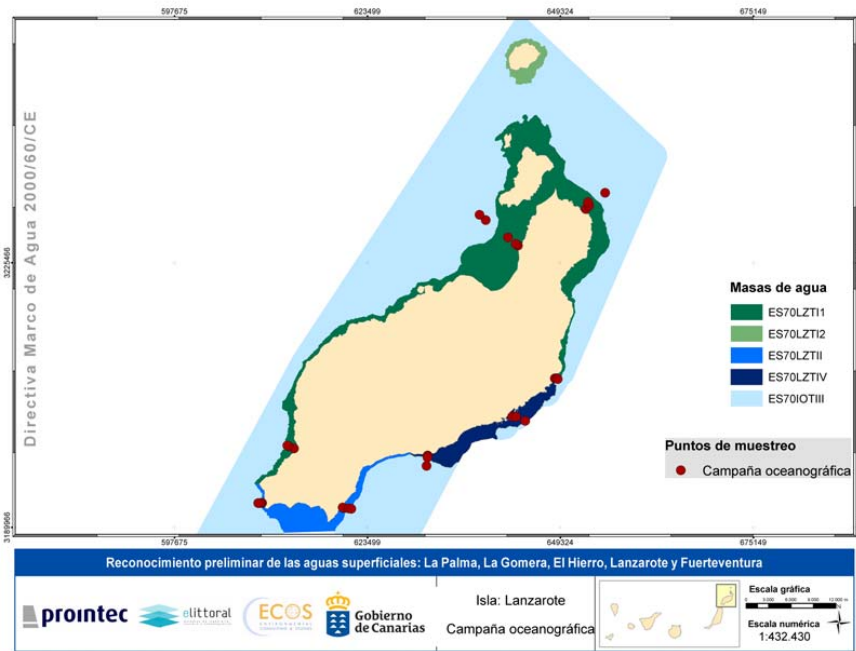 597675 623499 649324 675149
Directiva Marco de Agua 2000/60/CE
3225466
3189966
Masas de agua
ES70LZTI1
ES70LZTI2
ES70LZTII
ES70LZTIV
ES70IOTIII
Puntos de muestreo
Campaña oceanográfica
597675 623499 649324 675149
Reconocimiento preliminar de las aguas superficiales: La Palma, La Gomera, El Hierro, Lanzarote y Fuerteventura
prointec
elittoral
ECOS
Gobierno
de Canarias
Isla: Lanzarote
Campaña oceanográfica
Escala gráfica
Escala numérica
1:432.430